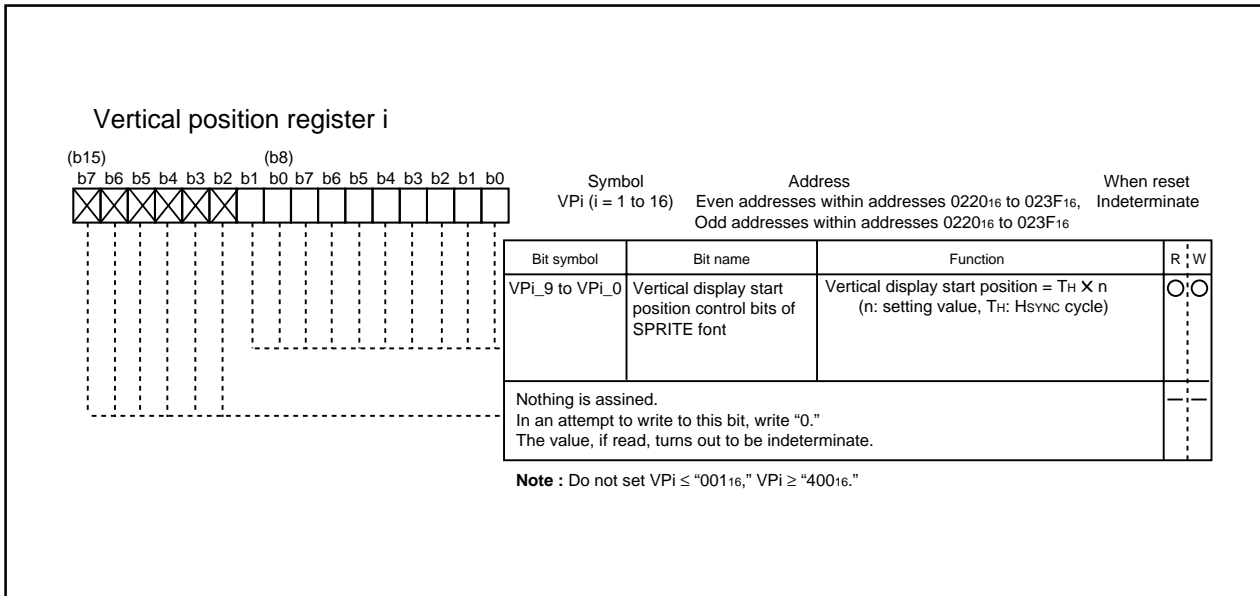 Vertical position register i
(b15) (b8)
b7 b6 b5 b4 b3 b2 b1 b0 b7 b6 b5 b4 b3 b2 b1 b0
Symbol Address When reset
VPi (i = 1 to 16) Even addresses within addresses 022016 to 023F16, Indeterminate
Odd addresses within addresses 022016 to 023F16
Bit symbol Bit name Function R W
VPi_9 to VPi_0 Vertical display start Vertical display start position = TH X n
position control bits of (n: setting value, TH: HSYNC cycle)
SPRITE font
Nothing is assined.
In an attempt to write to this bit, write “0.”
The value, if read, turns out to be indeterminate.
Note : Do not set VPi ≤ “00116,” VPi ≥ “40016.”